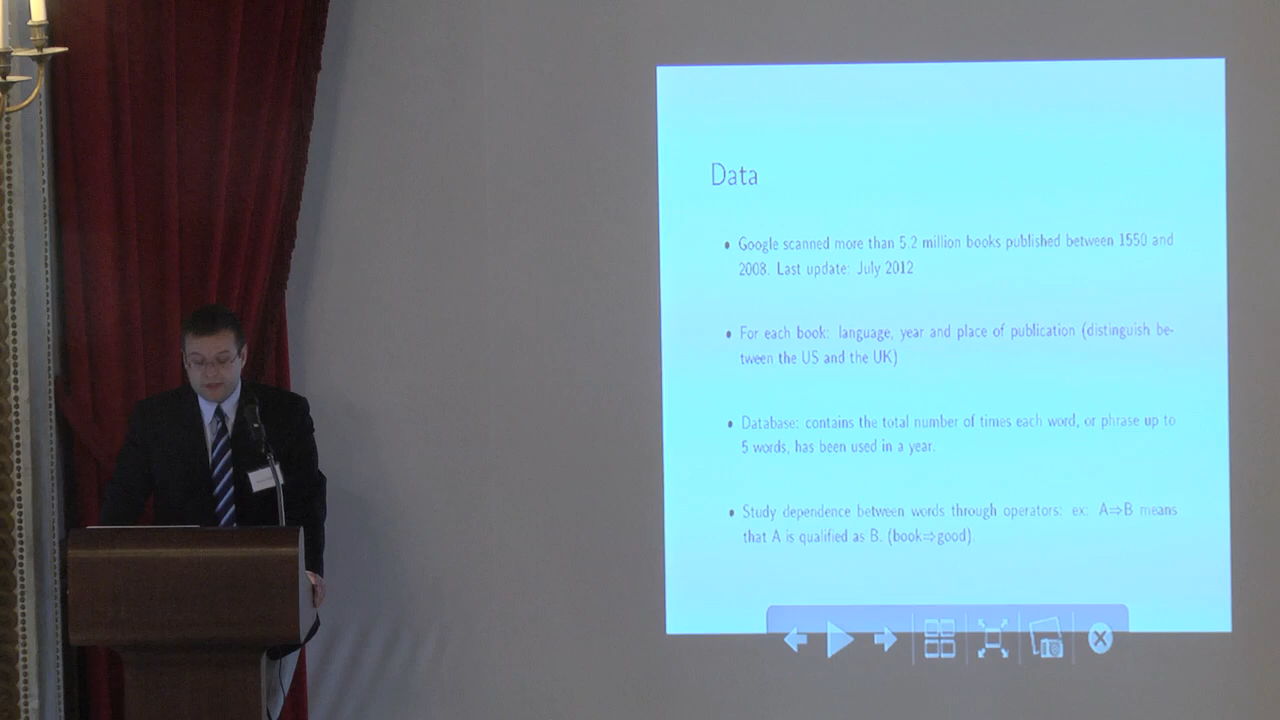 Data
• Google scanned more than 5.2 million books published between 1550 and
2008. Last update: July 2012
• For each book: language, year and place of publication (distinguish be-
tween the US and the UK)
• Database: contains the total number of times each word, or phrase up to
5 words, has been used in a year.
• Study dependence between words through operators: ex: A⇒B means
that A is qualified as B. (book⇒good).